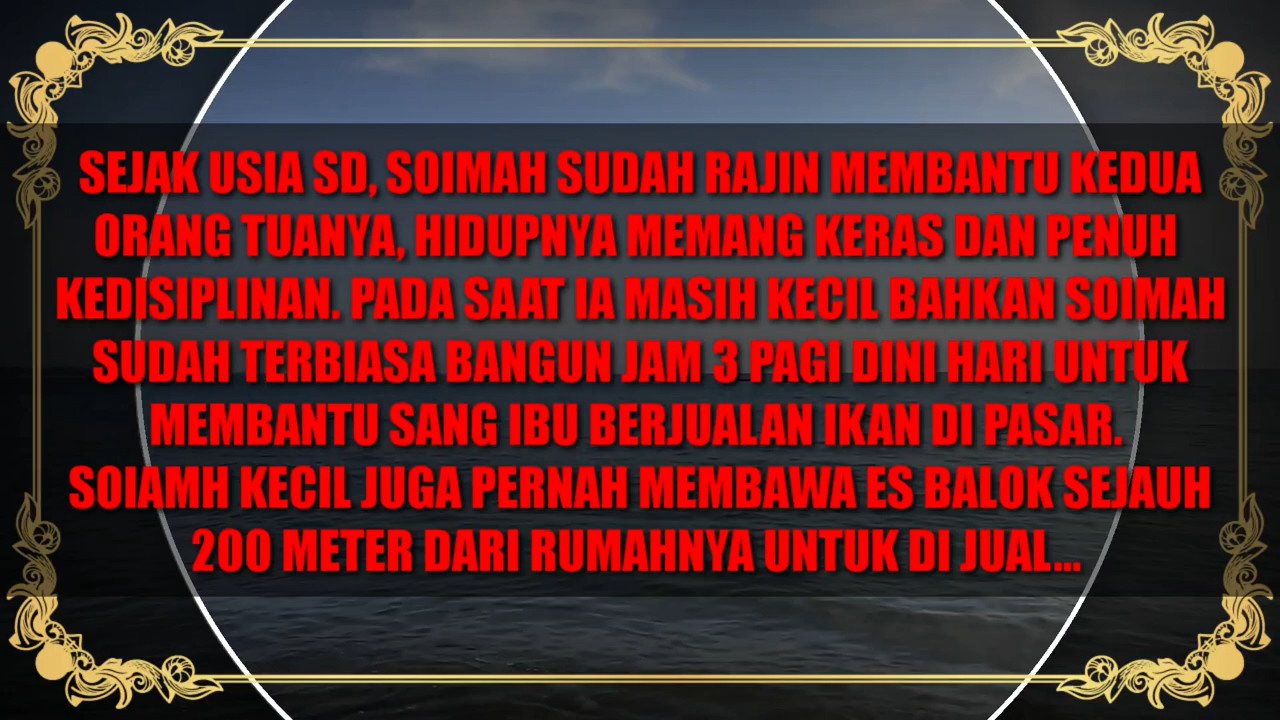 SEJAK USIA SD, SOIMAH SUDAH RAJIN MEMBANTU KEDUA
ORANG TUANYA, HIDUPNYA MEMANG KERAS DAN PENUH
KEDISIPLINAN. PADA SAAT IA MASIH KECIL BAHKAN SOIMAH
SUDAH TERBIASA BANGUN JAM 3 PAGI DINI HARI UNTUK
MEMBANTU SANG IBU BERJUALAN IKAN DI PASAR.
SOIAMH KECIL JUGA PERNAH MEMBAWA ES BALOK SEJAUH
200 METER DARI RUMAHNYA UNTUK DI JUAL...